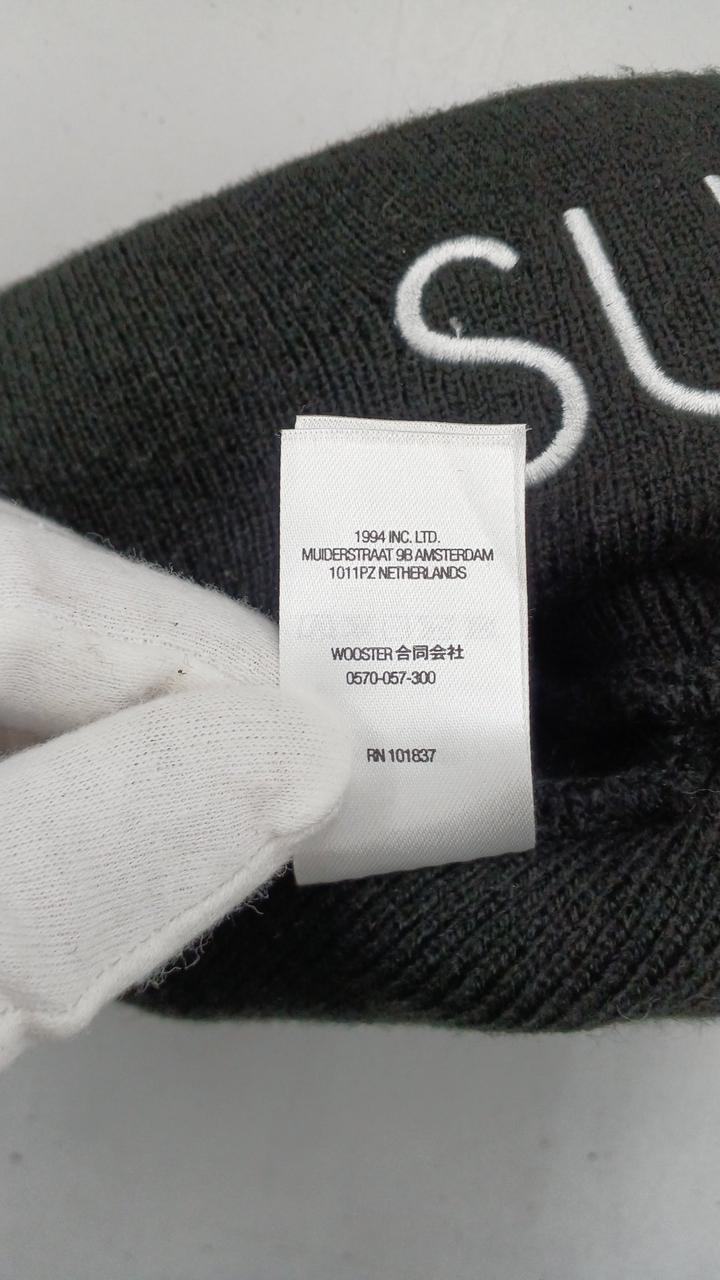 SU
1994 INC. LTD.
MUIDERSTRAAT 9B AMSTERDAM
1011PZ NETHERLANDS
WOOSTER 合同会社
0570-057-300
RN 101837